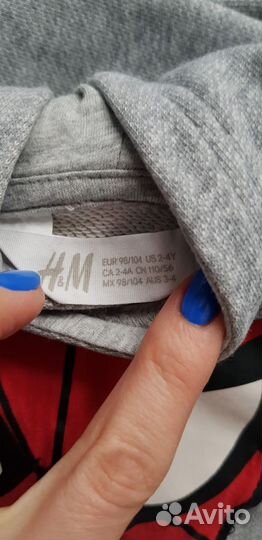 H&M
EUR 98/104 US 2-4Y
CA 2-4A CN 110/56
MX 98/104 AUS 3-4
Avito